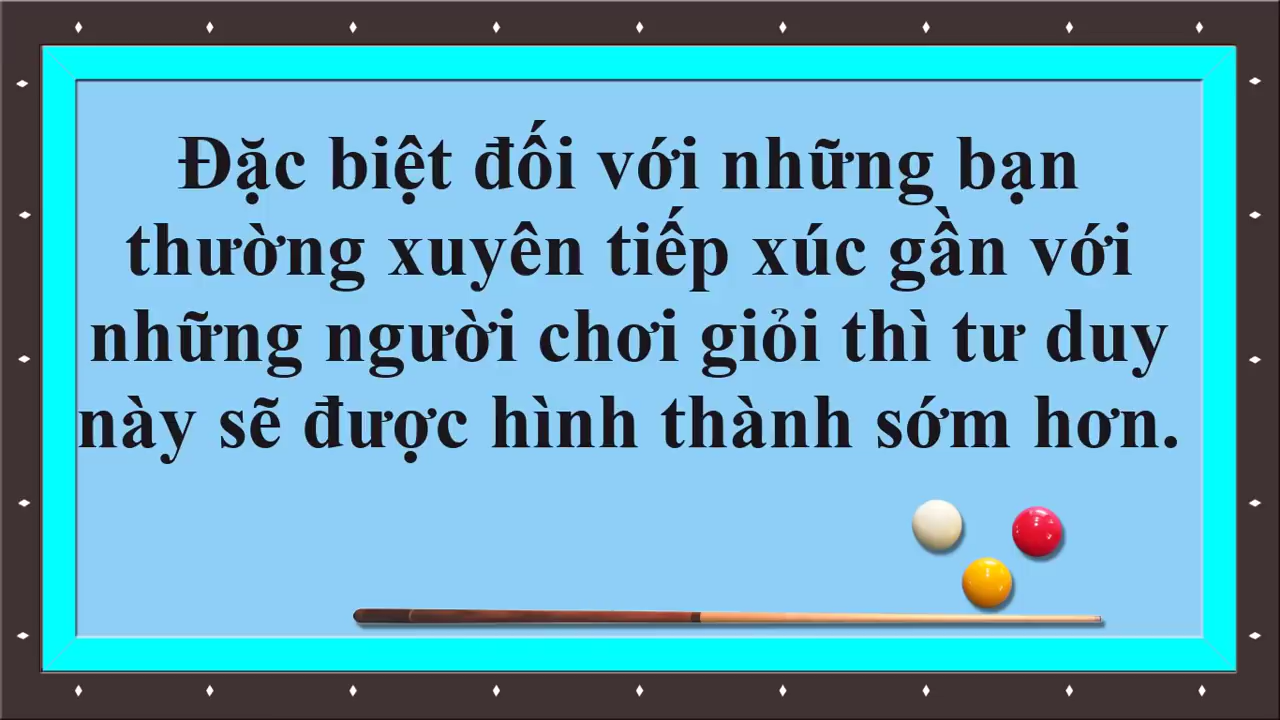 Đặc biệt đối với những bạn
thường xuyên tiếp xúc gần với
những người chơi giỏi thì tư duy
này sẽ được hình thành sớm hơn.